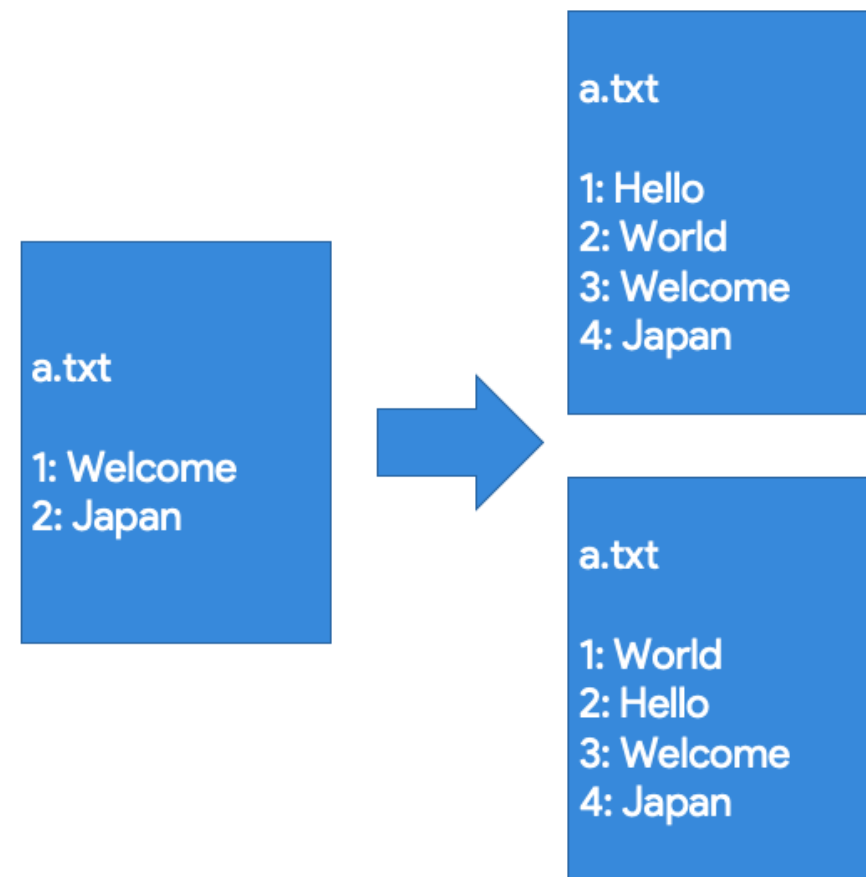 a.txt
1: Welcome
2: Japan
a.txt
1: Hello
2: World
3: Welcome
4: Japan
a.txt
1: World
2: Hello
3: Welcome
4: Japan